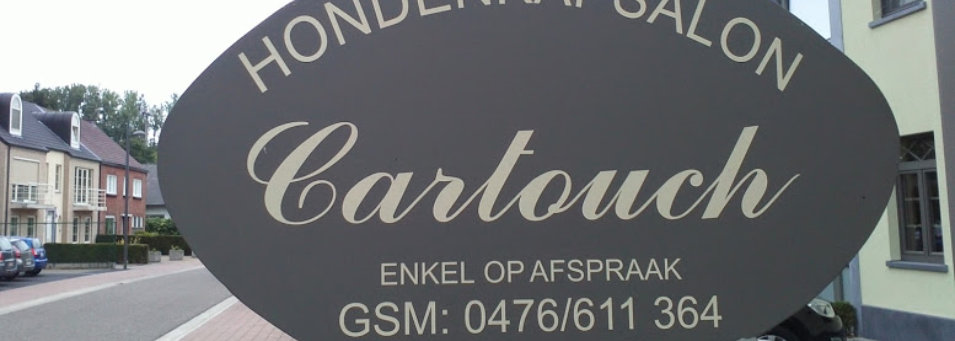 HONDENKAPSALON
Cartouch
ENKEL OP AFSPRAAK
GSM: 0476/611 364